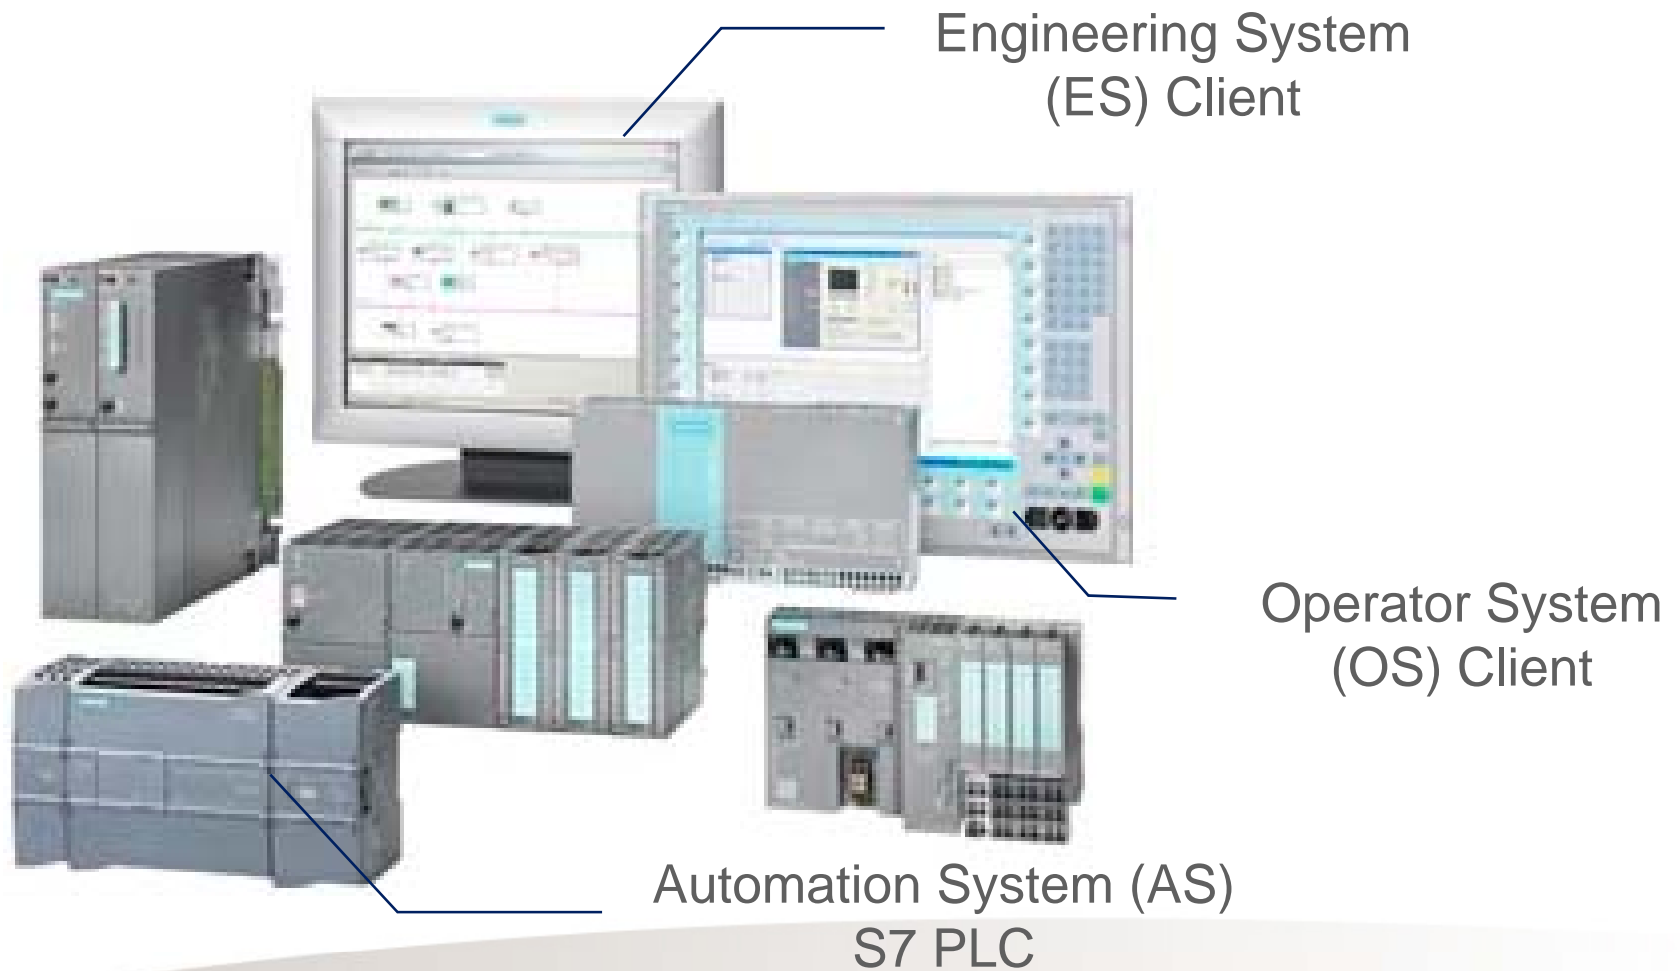 Engineering System
(ES) Client
Operator System
(OS) Client
Automation System (AS)
S7 PLC